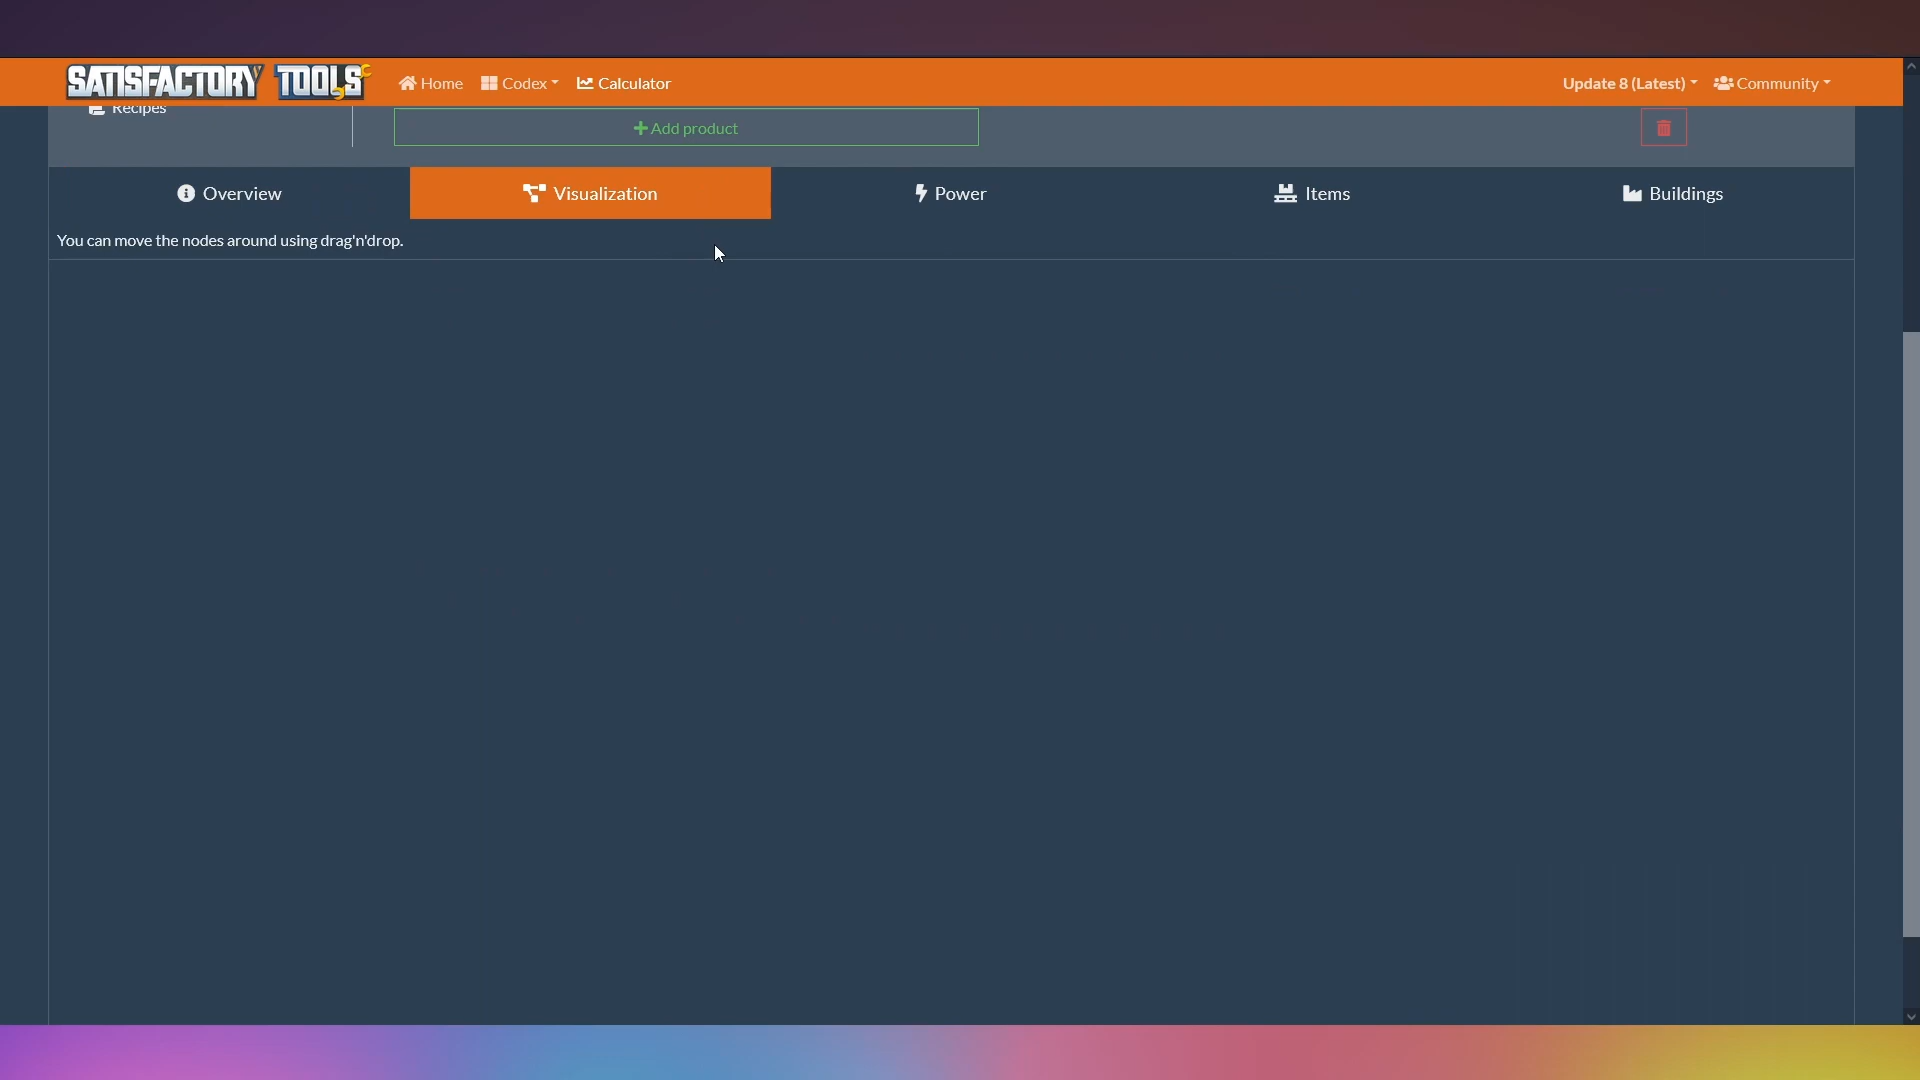 SATISFACTORY TOOLS
Home
Codex
Calculator
Update 8 (Latest)
Community
Recipes
Add product
Overview
Visualization
Power
Items
Buildings
You can move the nodes around using drag'n'drop.